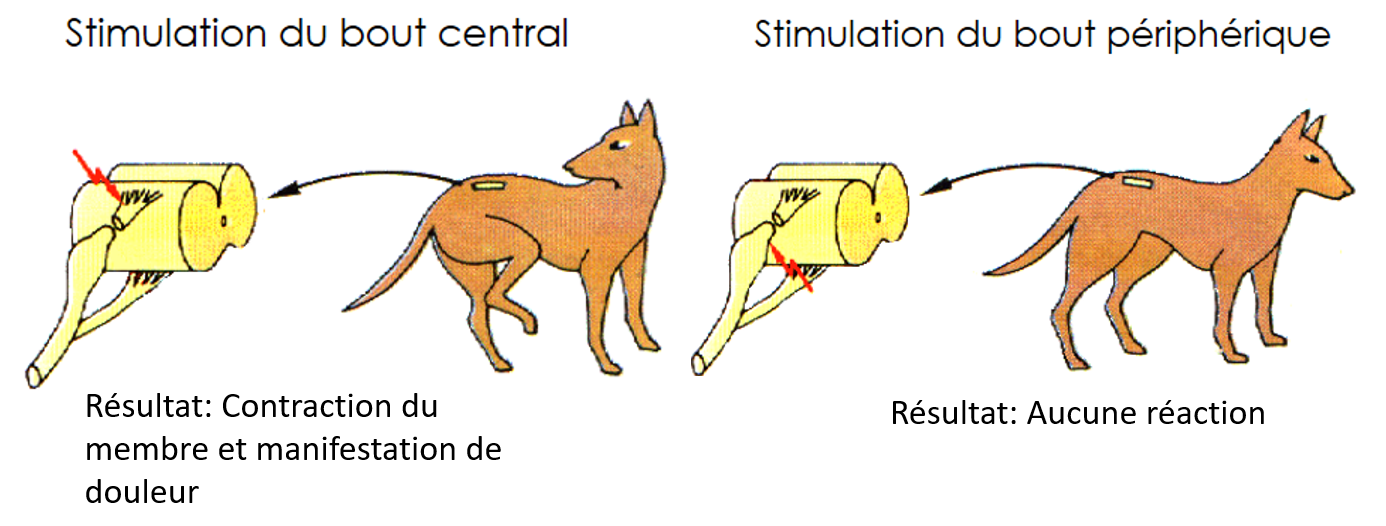 Stimulation du bout central
Stimulation du bout périphérique
Résultat: Contraction du
membre et manifestation de
douleur
Résultat: Aucune réaction